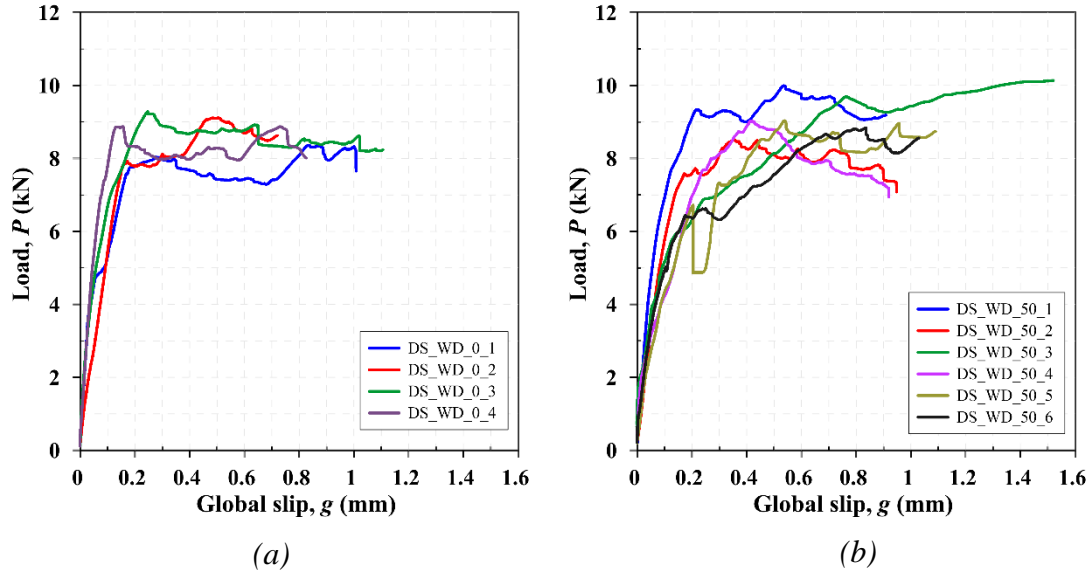 12
10
8
6
4
2
0
Load, P (kN)
0 0.2 0.4 0.6 0.8 1 1.2 1.4 1.6
Global slip, g (mm)
DS_WD_0_1
DS_WD_0_2
DS_WD_0_3
DS_WD_0_4
(a)
12
10
8
6
4
2
0
Load, P (kN)
0 0.2 0.4 0.6 0.8 1 1.2 1.4 1.6
Global slip, g (mm)
DS_WD_50_1
DS_WD_50_2
DS_WD_50_3
DS_WD_50_4
DS_WD_50_5
DS_WD_50_6
(b)